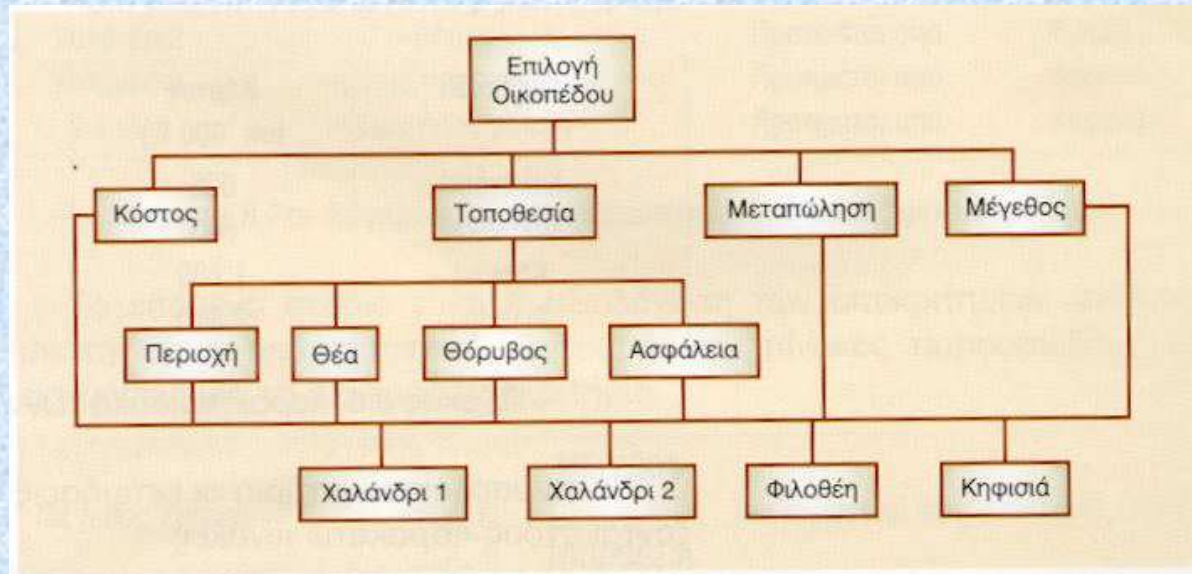 Επιλογή
Οικοπέδου
Κόστος
Τοποθεσία
Μεταπώληση
Μέγεθος
Περιοχή
Θέα
Θόρυβος
Ασφάλεια
Χαλάνδρι 1
Χαλάνδρι 2
Φιλοθέη
Κηφισιά